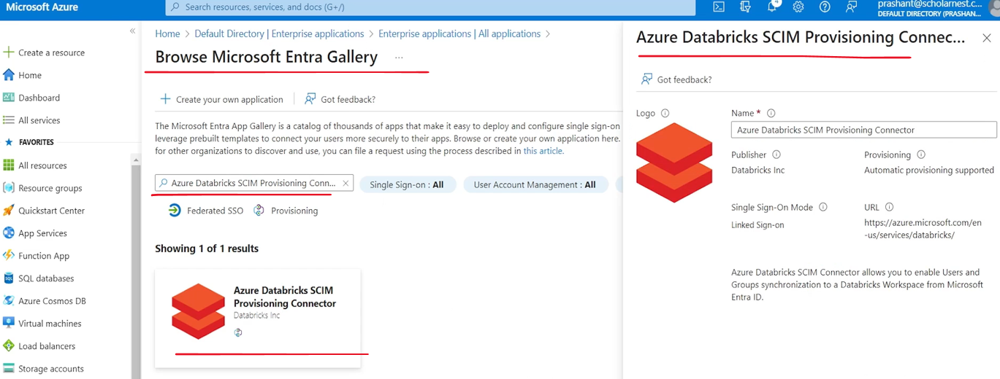 Microsoft Azure
Search resources, services, and docs (G+/)
4
prashant@scholarnest.c...
DEFAULT DIRECTORY (PRASHAN...
«
Create a resource
Home
Dashboard
All services
FAVORITES
All resources
Resource groups
Quickstart Center
App Services
Function App
SQL databases
Azure Cosmos DB
Virtual machines
Load balancers
Storage accounts
Home > Default Directory | Enterprise applications > Enterprise applications | All applications >
Browse Microsoft Entra Gallery ...
Create your own application
Got feedback?
The Microsoft Entra App Gallery is a catalog of thousands of apps that make it easy to deploy and configure single sign-on
leverage prebuilt templates to connect your users more securely to their apps. Browse or create your own application here.
for other organizations to discover and use, you can file a request using the process described in this article.
Azure Databricks SCIM Provisioning Conn...
Single Sign-on : All
User Account Management : All
Federated SSO
Provisioning
Showing 1 of 1 results
Azure Databricks SCIM
Provisioning Connector
Databricks Inc
Azure Databricks SCIM Provisioning Connec...
Got feedback?
Logo
Name *
Azure Databricks SCIM Provisioning Connector
Publisher
Provisioning
Databricks Inc
Automatic provisioning supported
Single Sign-On Mode
URL
Linked Sign-on
https://azure.microsoft.com/en
-us/services/databricks/
Azure Databricks SCIM Connector allows you to enable Users and
Groups synchronization to a Databricks Workspace from Microsoft
Entra ID.